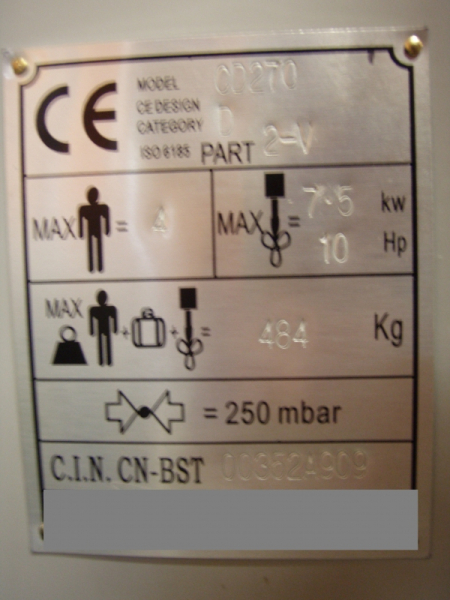 CE
MODEL CD270
CE DESIGN
CATEGORY D
ISO 6185 PART 2-V
MAX = 4
MAX = 7.5 kw
10 Hp
MAX + + = 484 Kg
= 250 mbar
C.I.N. CN-BST